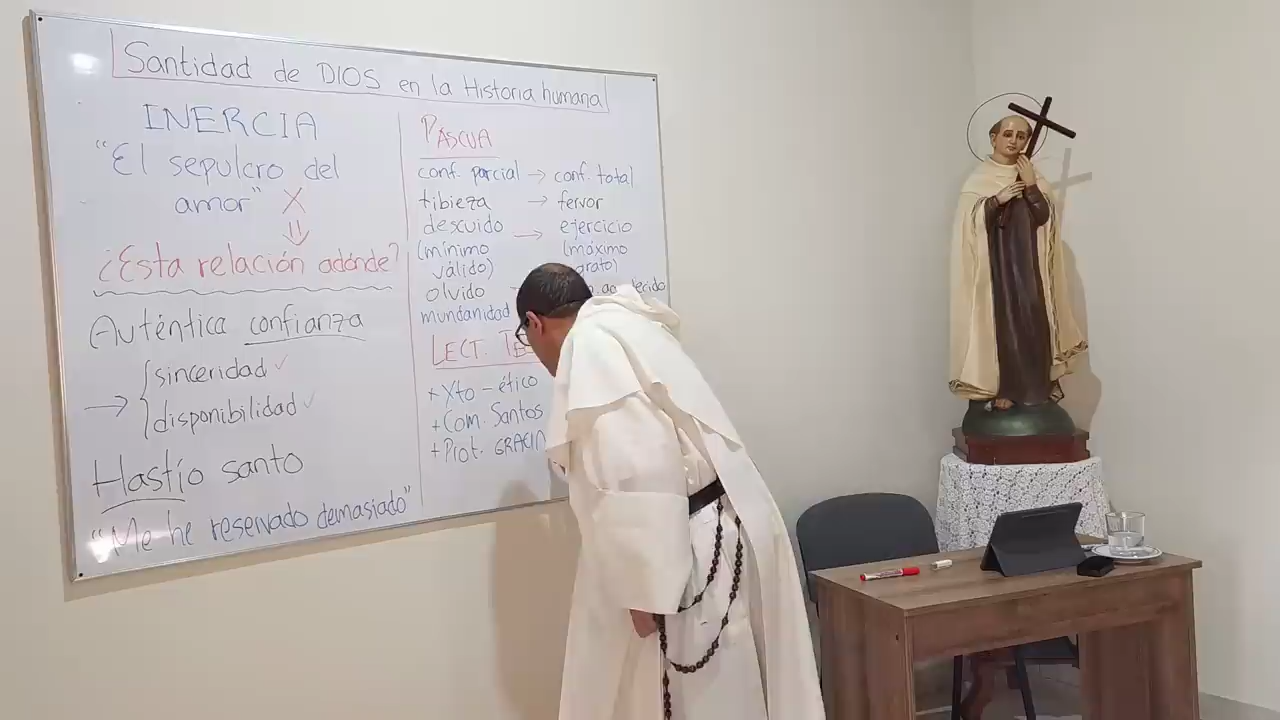 Santidad de DIOS en la Historia humana
INERCIA
"El sepulcro del
amor" X
⇓
¿Esta relación adónde?
Auténtica confianza
→ { sinceridad ✓
disponibilidad ✓
Hastío santo
"Me he reservado demasiado"
PASCUA
conf. parcial → conf. total
tibieza → fervor
descuido → ejercicio
(mínimo (máximo
válido)
olvido
mundanidad
LECT.
+ Xto - ético
+ Com. Santos
+ Prot.